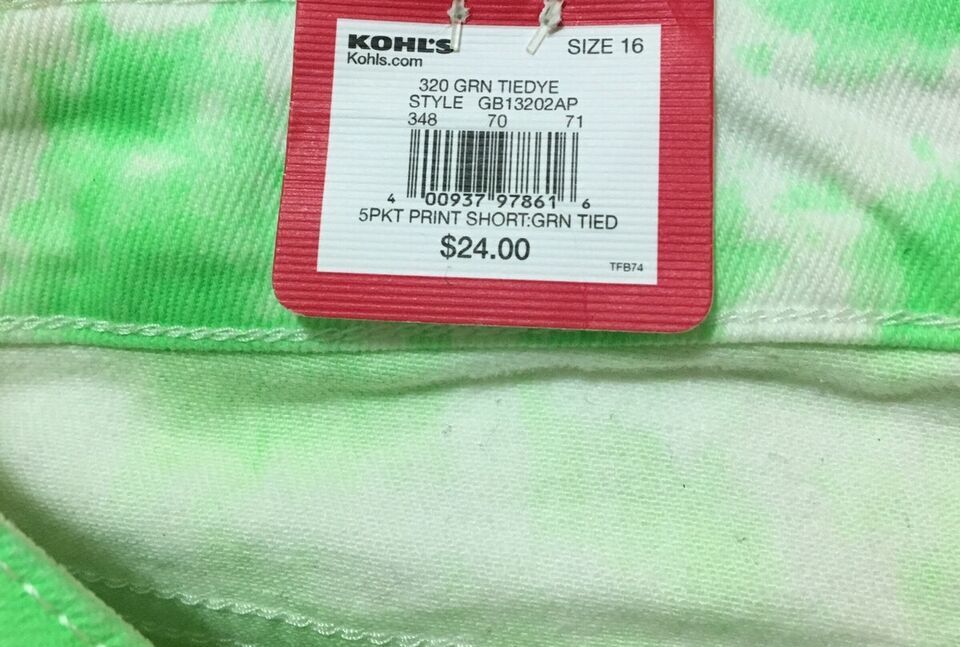 KOHL'S SIZE 16
Kohls.com
320 GRN TIEDYE
STYLE GB13202AP
348 70 71
4 00937 97861 6
5PKT PRINT SHORT:GRN TIED
$24.00
TFB74